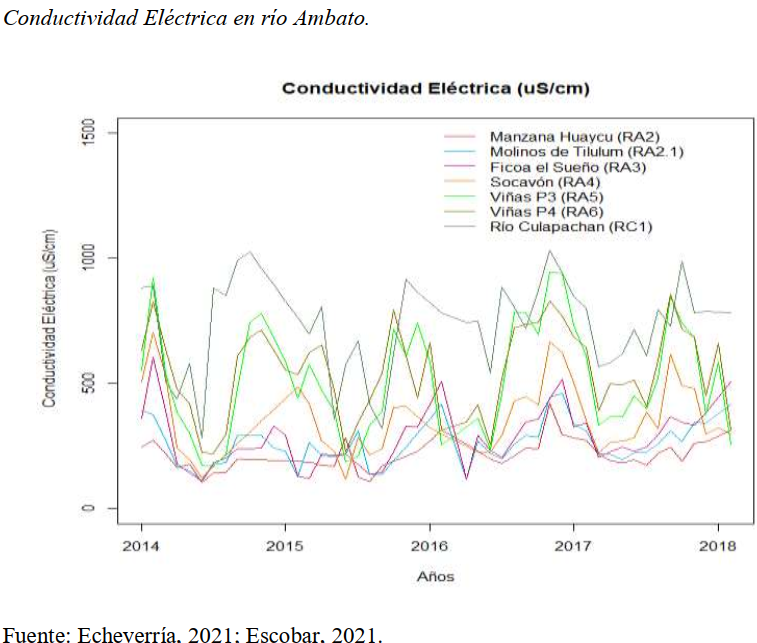 Conductividad Eléctrica en río Ambato.
Conductividad Eléctrica (uS/cm)
Manzana Huaycu (RA2)
Molinos de Tilulum (RA2.1)
Ficoa el Sueño (RA3)
Socavón (RA4)
Viñas P3 (RA5)
Viñas P4 (RA6)
Río Culapachan (RC1)
Conductividad Eléctrica (uS/cm)
1500
1000
500
0
2014 2015 2016 2017 2018
Años
Fuente: Echeverría, 2021; Escobar, 2021.